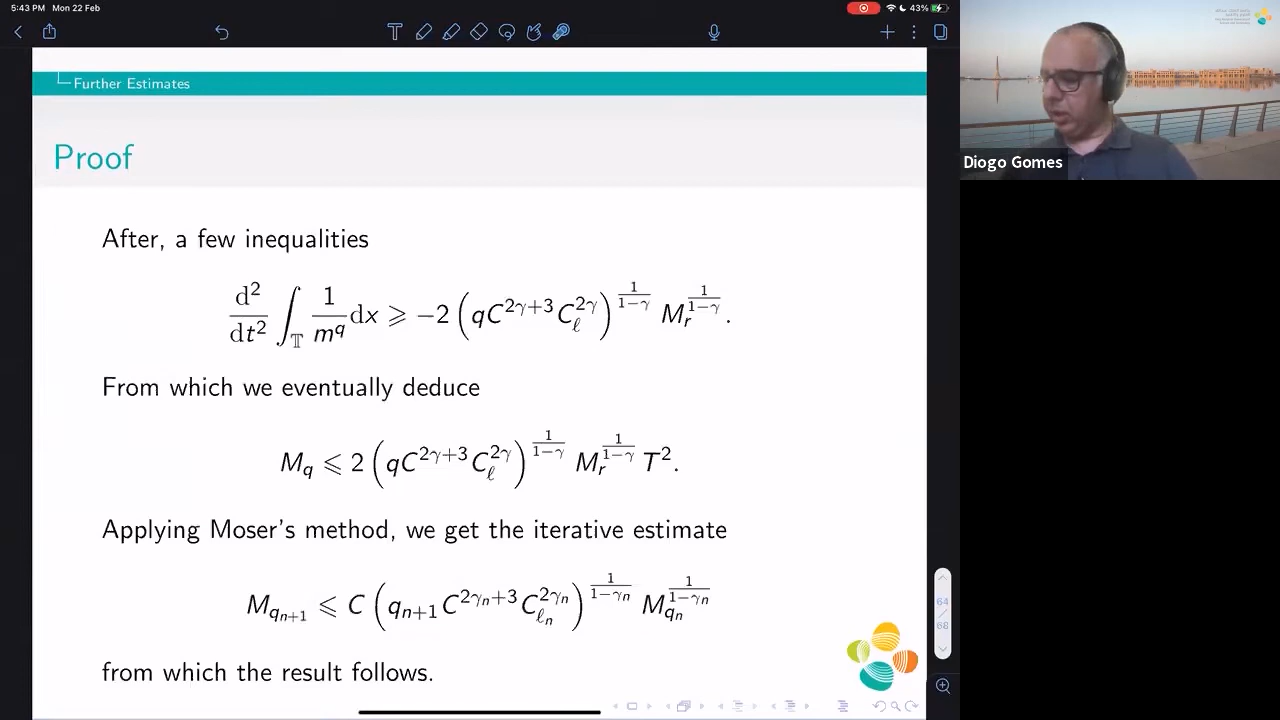 5:43 PM Mon 22 Feb
43%
Further Estimates
Proof
Diogo Gomes
After, a few inequalities
d²/dt² ∫_𝕋 1/m^q dx ⩾ −2 (qC^{2γ+3} C_ℓ^{2γ})^{1/(1−γ)} M_r^{1/(1−γ)}.
From which we eventually deduce
M_q ⩽ 2 (qC^{2γ+3} C_ℓ^{2γ})^{1/(1−γ)} M_r^{1/(1−γ)} T².
Applying Moser's method, we get the iterative estimate
M_{q_{n+1}} ⩽ C (q_{n+1} C^{2γ_n+3} C_{ℓ_n}^{2γ_n})^{1/(1−γ_n)} M_{q_n}^{1/(1−γ_n)}
from which the result follows.
64
/
68